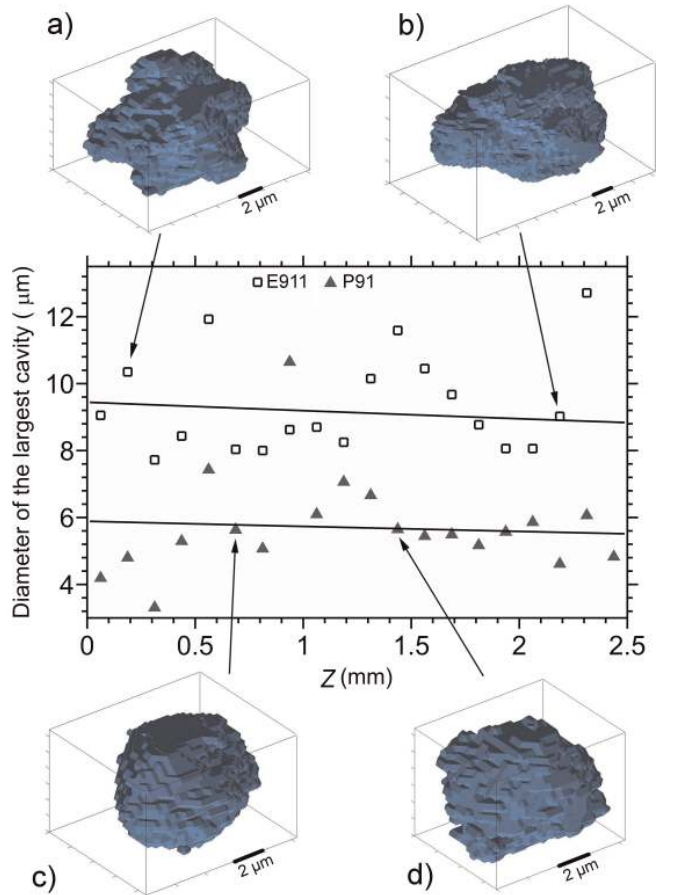 a)
b)
2 µm
2 µm
E911 P91
Diameter of the largest cavity ( µm)
12
10
8
6
4
0 0.5 1 1.5 2 2.5
Z (mm)
2 µm
2 µm
c)
d)